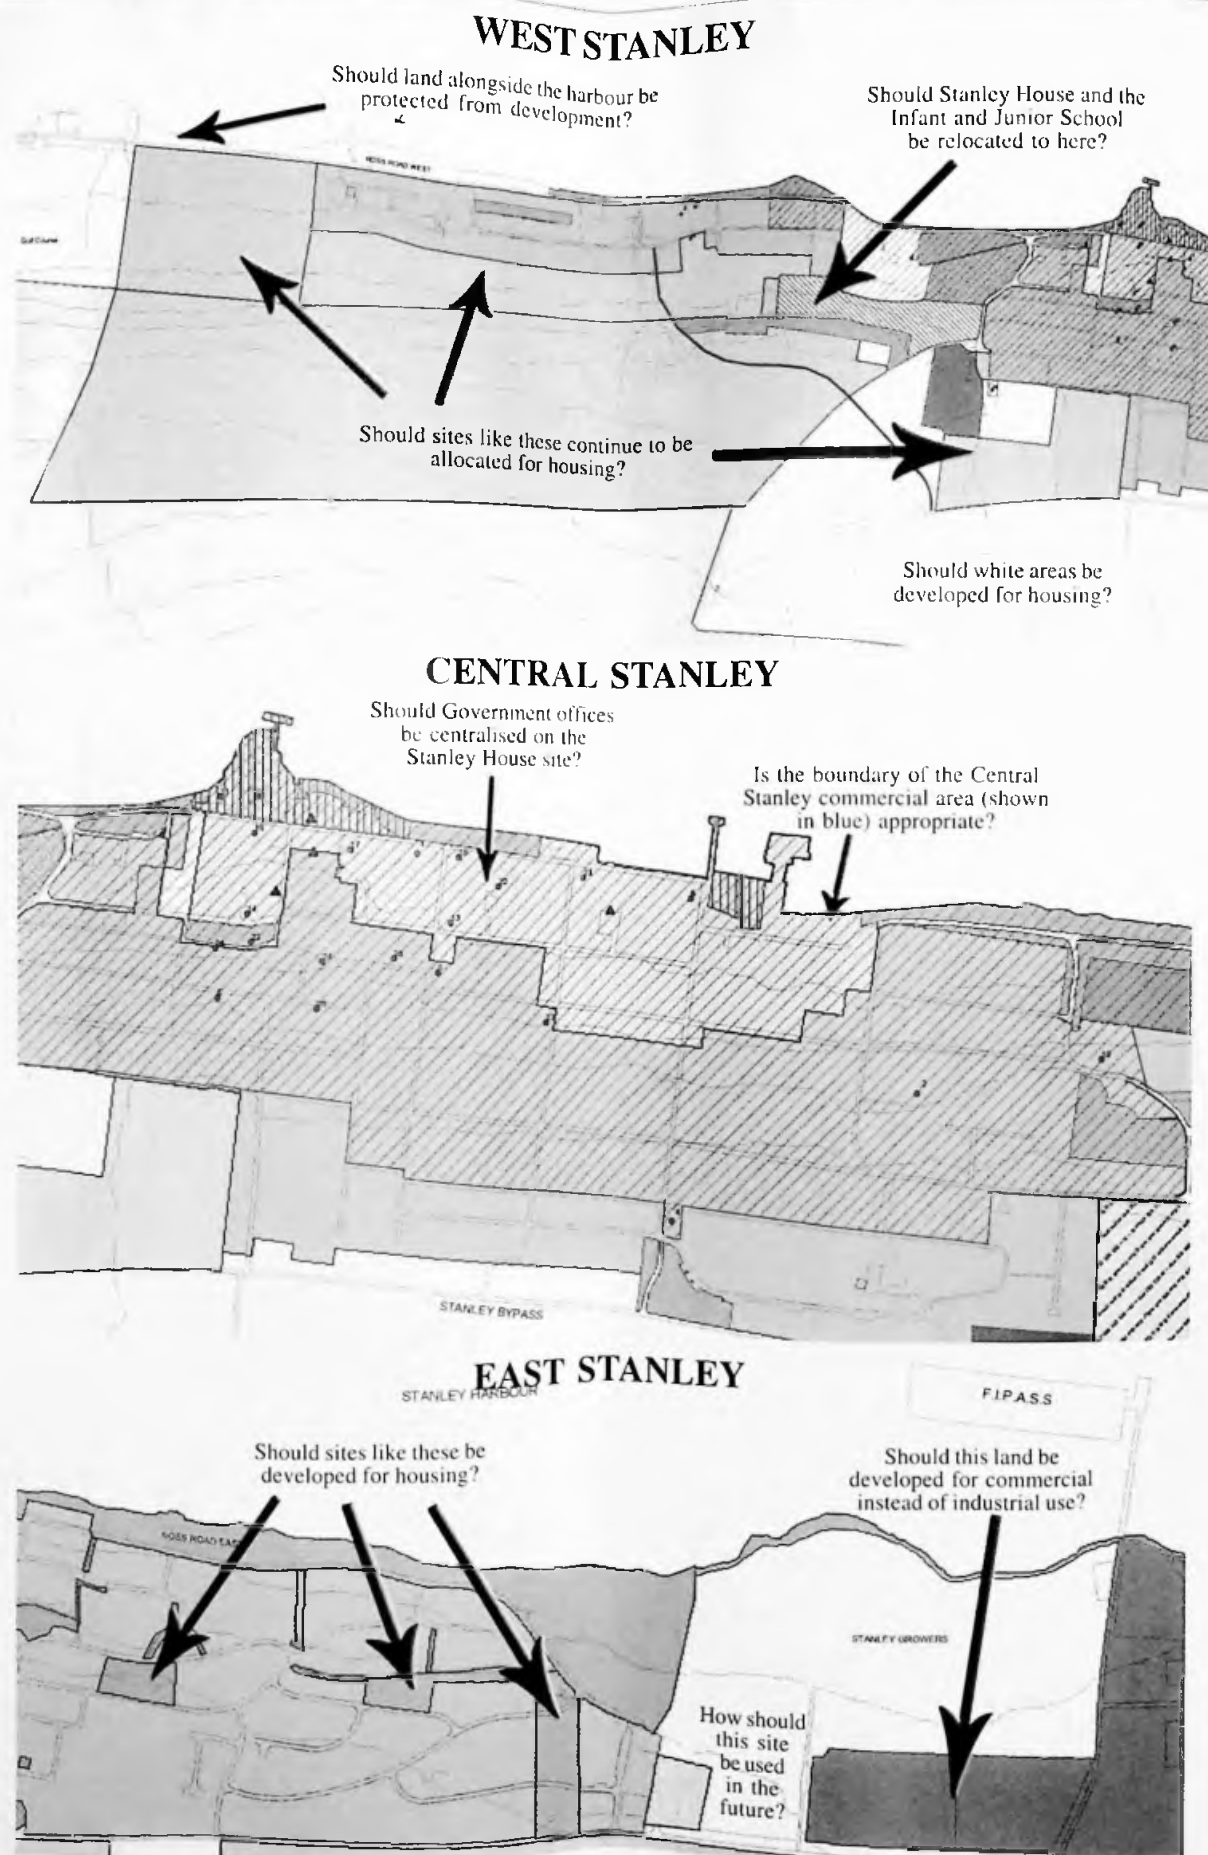 WEST STANLEY
Should land alongside the harbour be
protected from development?
Should Stanley House and the
Infant and Junior School
be relocated to here?
ROSS ROAD WEST
Golf Course
Should sites like these continue to be
allocated for housing?
Should white areas be
developed for housing?
CENTRAL STANLEY
Should Government offices
be centralised on the
Stanley House site?
Is the boundary of the Central
Stanley commercial area (shown
in blue) appropriate?
STANLEY BYPASS
EAST STANLEY
STANLEY HARBOUR
F.I.P.A.S.S
Should sites like these be
developed for housing?
Should this land be
developed for commercial
instead of industrial use?
ROSS ROAD EAST
STANLEY GROWERS
How should
this site
be used
in the
future?